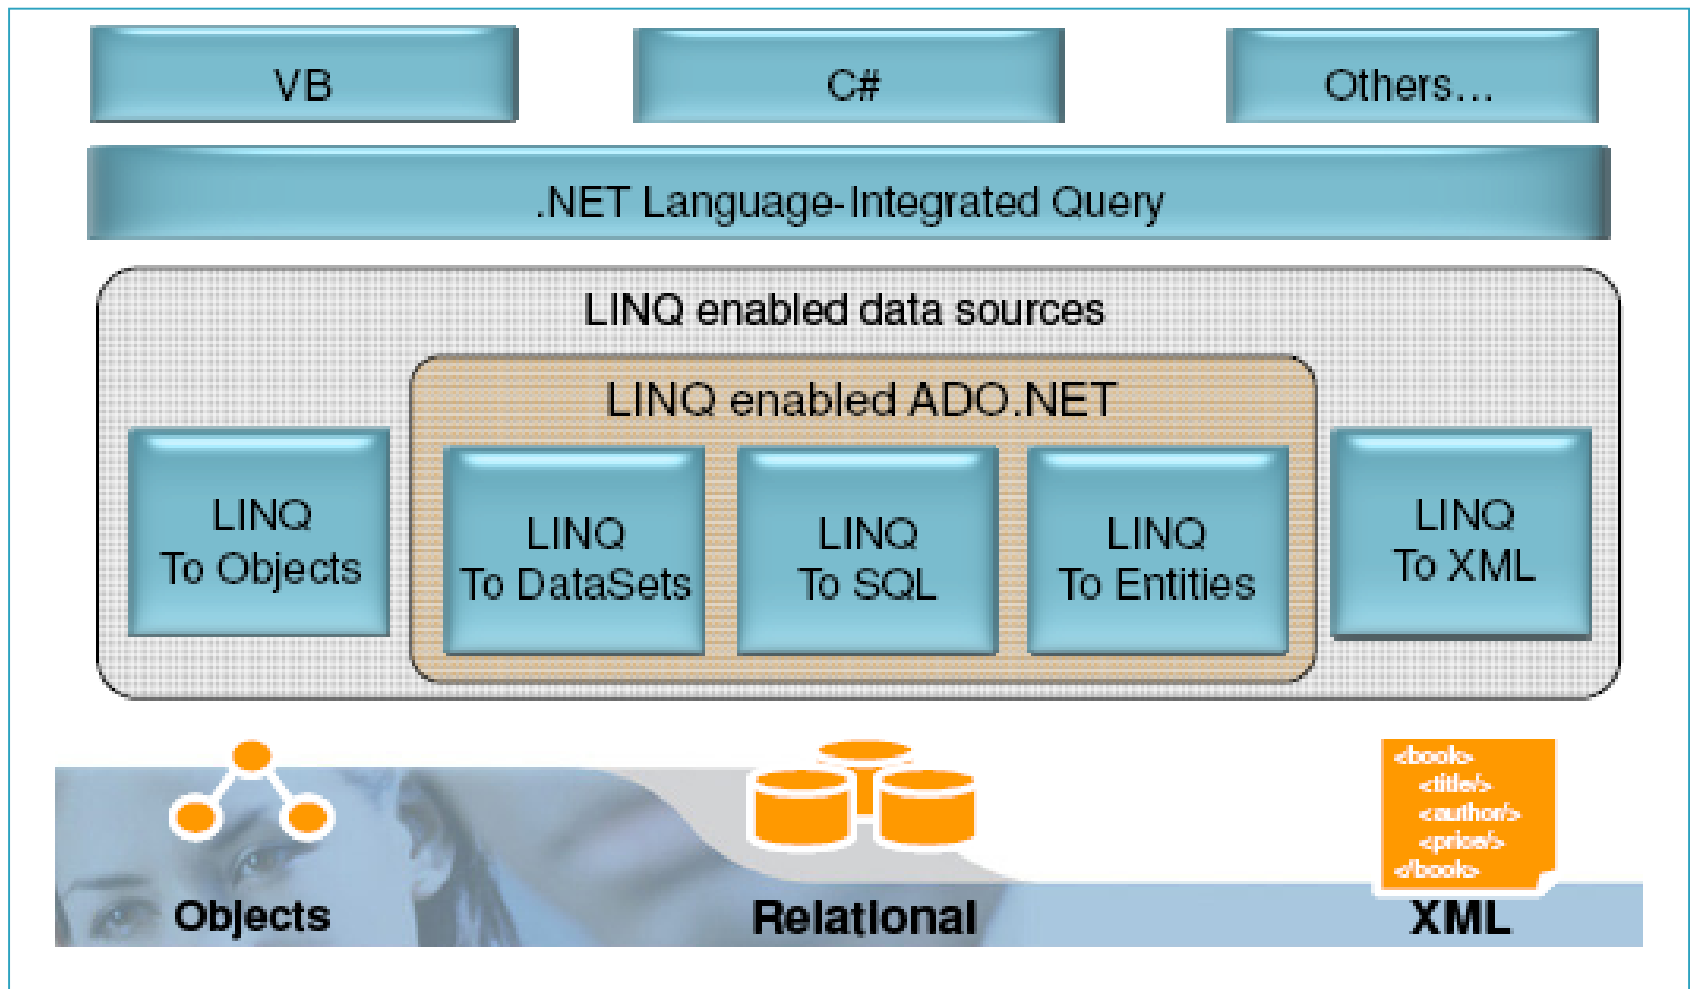 VB
C#
Others...
.NET Language-Integrated Query
LINQ enabled data sources
LINQ enabled ADO.NET
LINQ
To Objects
LINQ
To DataSets
LINQ
To SQL
LINQ
To Entities
LINQ
To XML
<book>
<title/>
<author/>
<price/>
</book>
Objects
Relational
XML